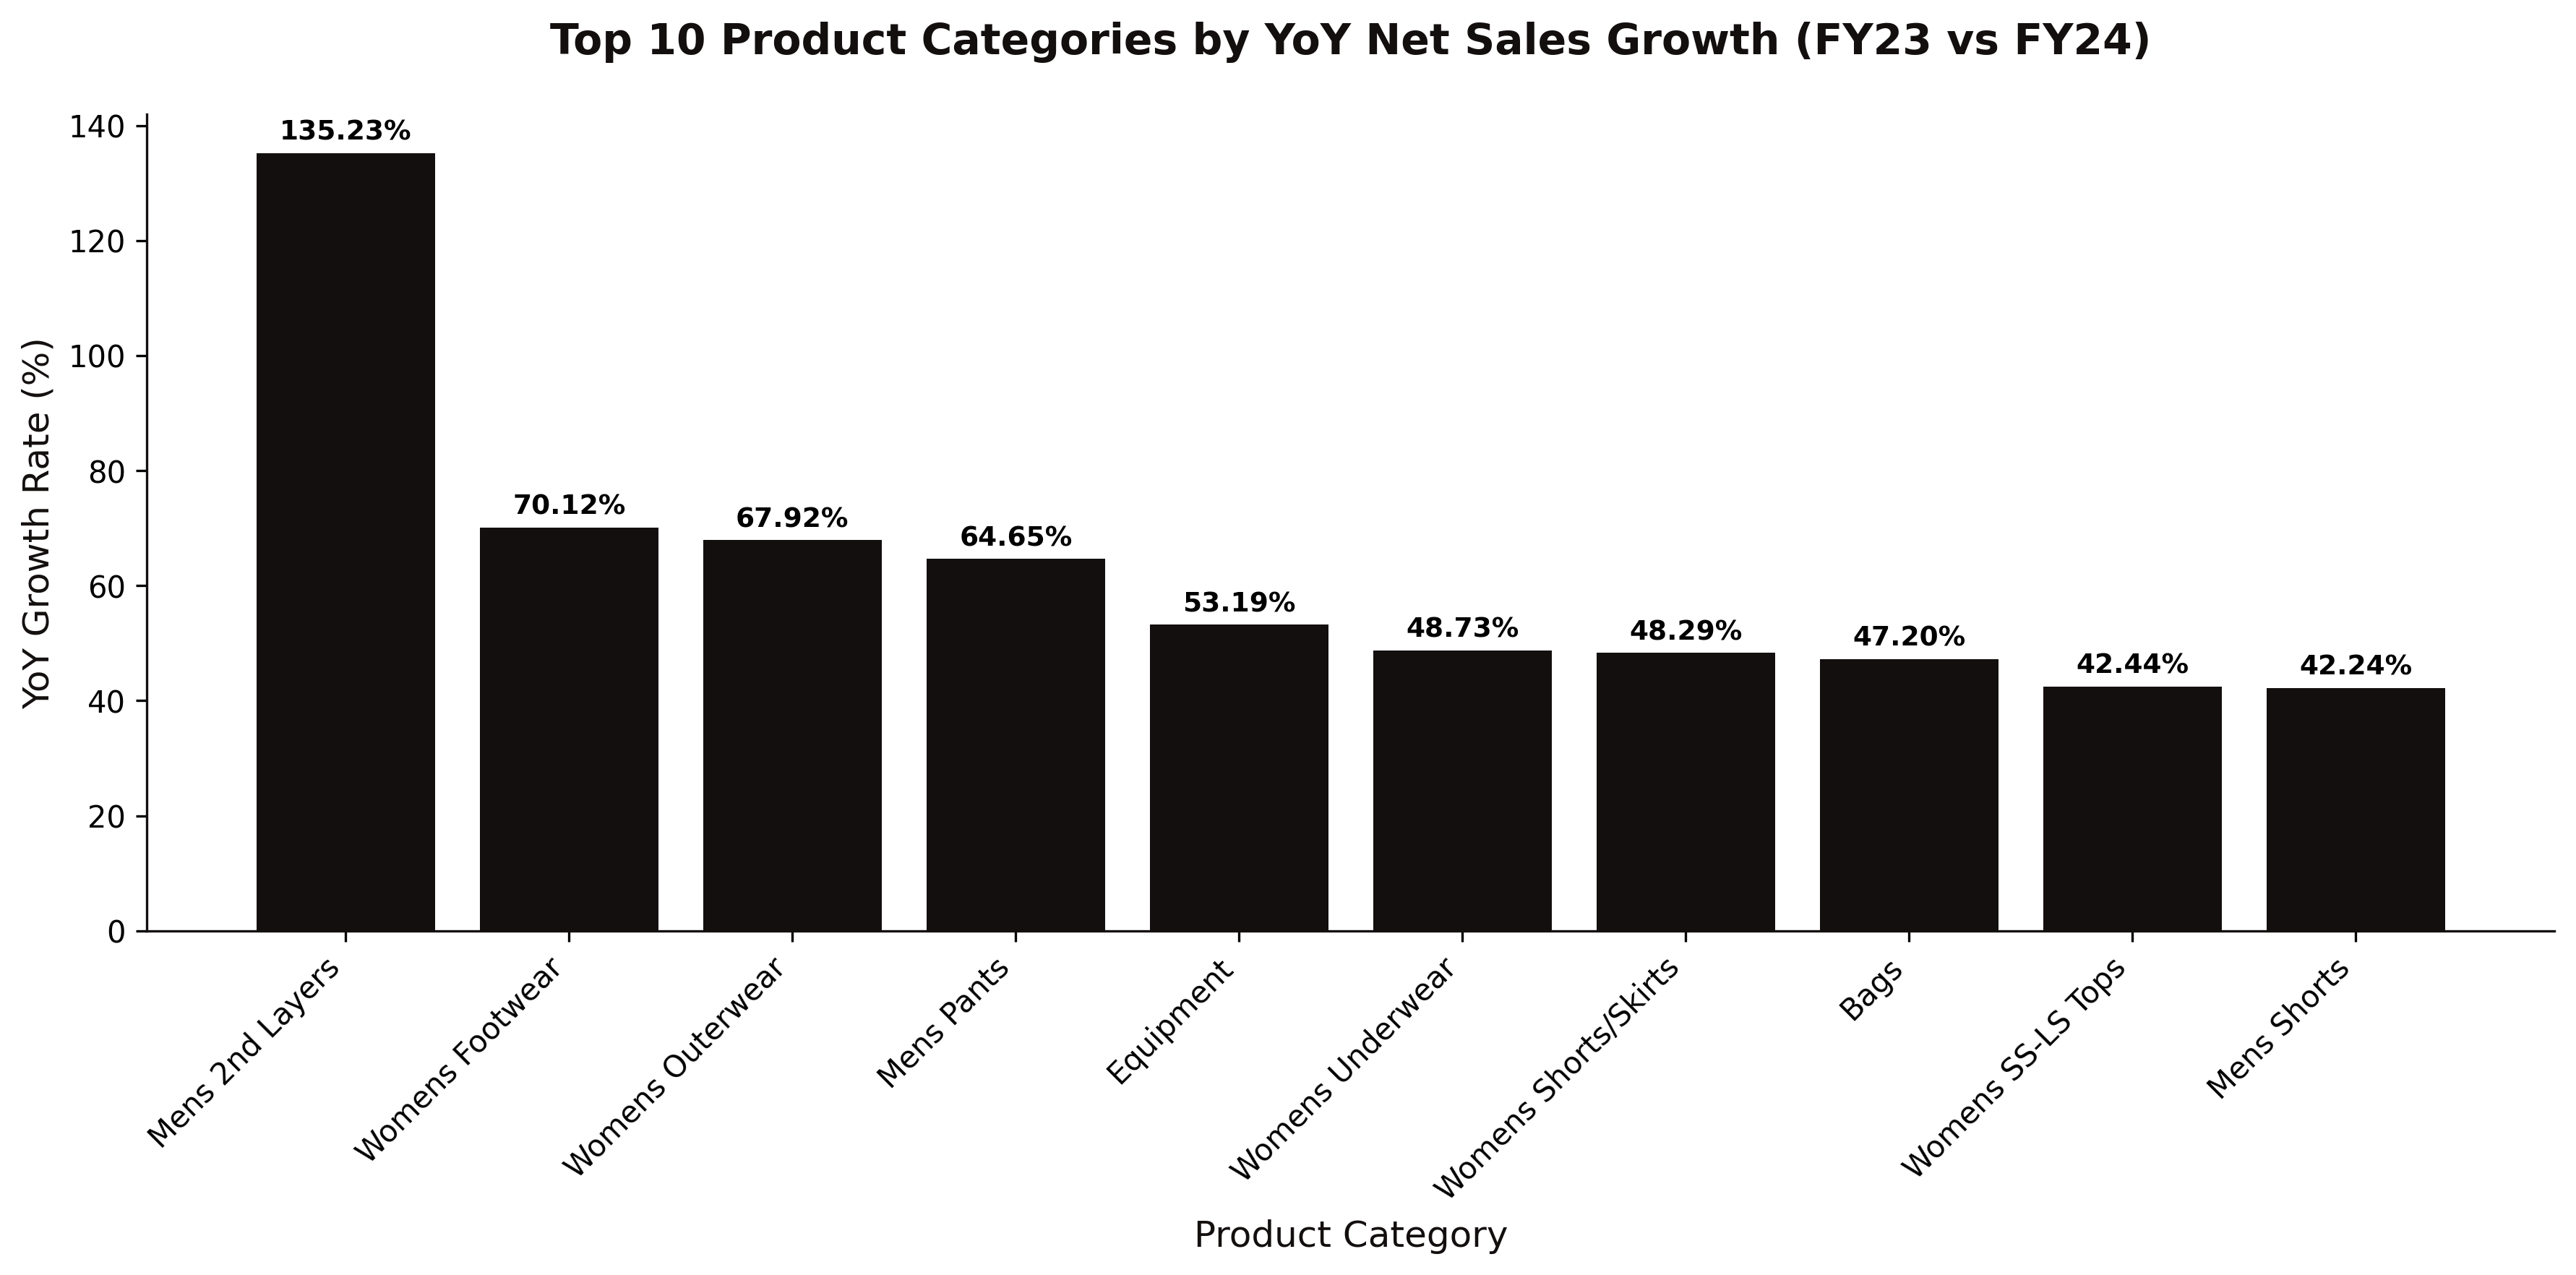 Top 10 Product Categories by YoY Net Sales Growth (FY23 vs FY24)
YoY Growth Rate (%)
140
120
100
80
60
40
20
0
135.23%
70.12%
67.92%
64.65%
53.19%
48.73%
48.29%
47.20%
42.44%
42.24%
Mens 2nd Layers
Womens Footwear
Womens Outerwear
Mens Pants
Equipment
Womens Underwear
Womens Shorts/Skirts
Bags
Womens SS-LS Tops
Mens Shorts
Product Category